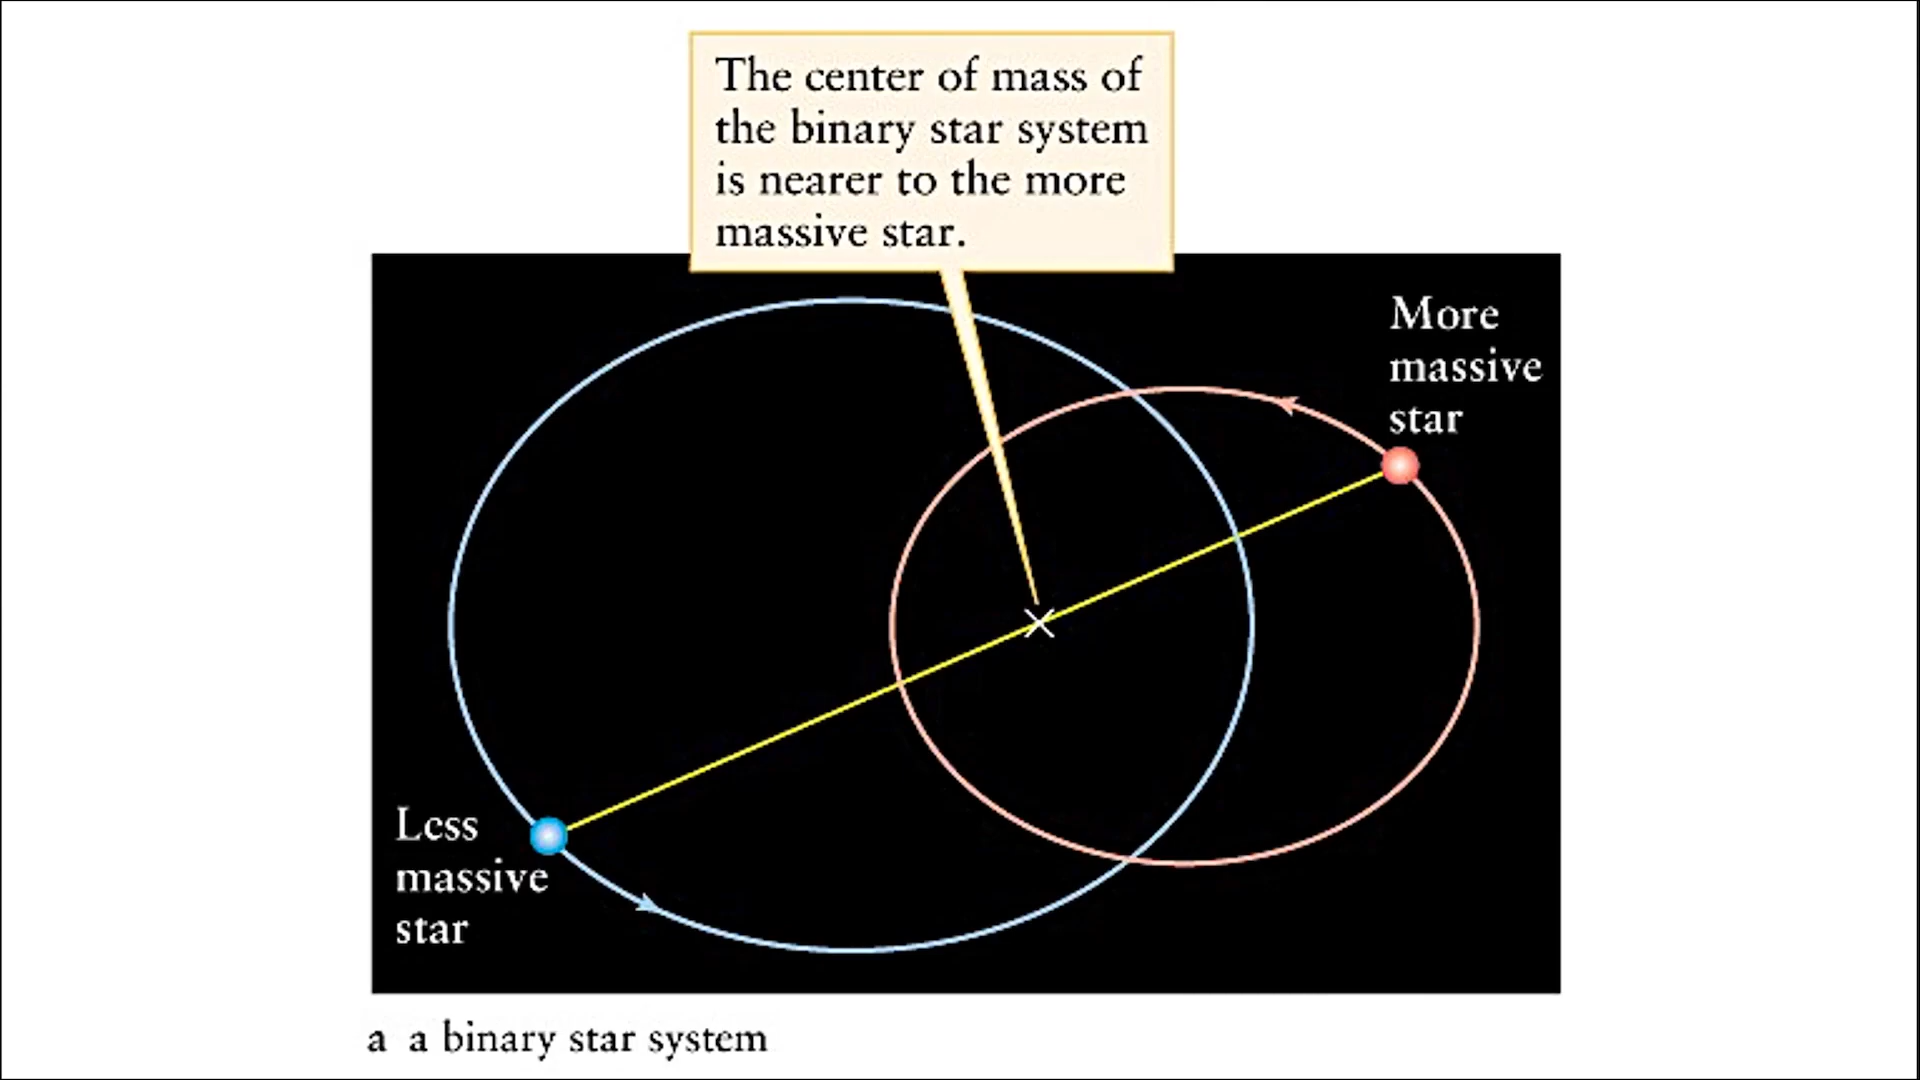 The center of mass of
the binary star system
is nearer to the more
massive star.
More
massive
star
Less
massive
star
a a binary star system